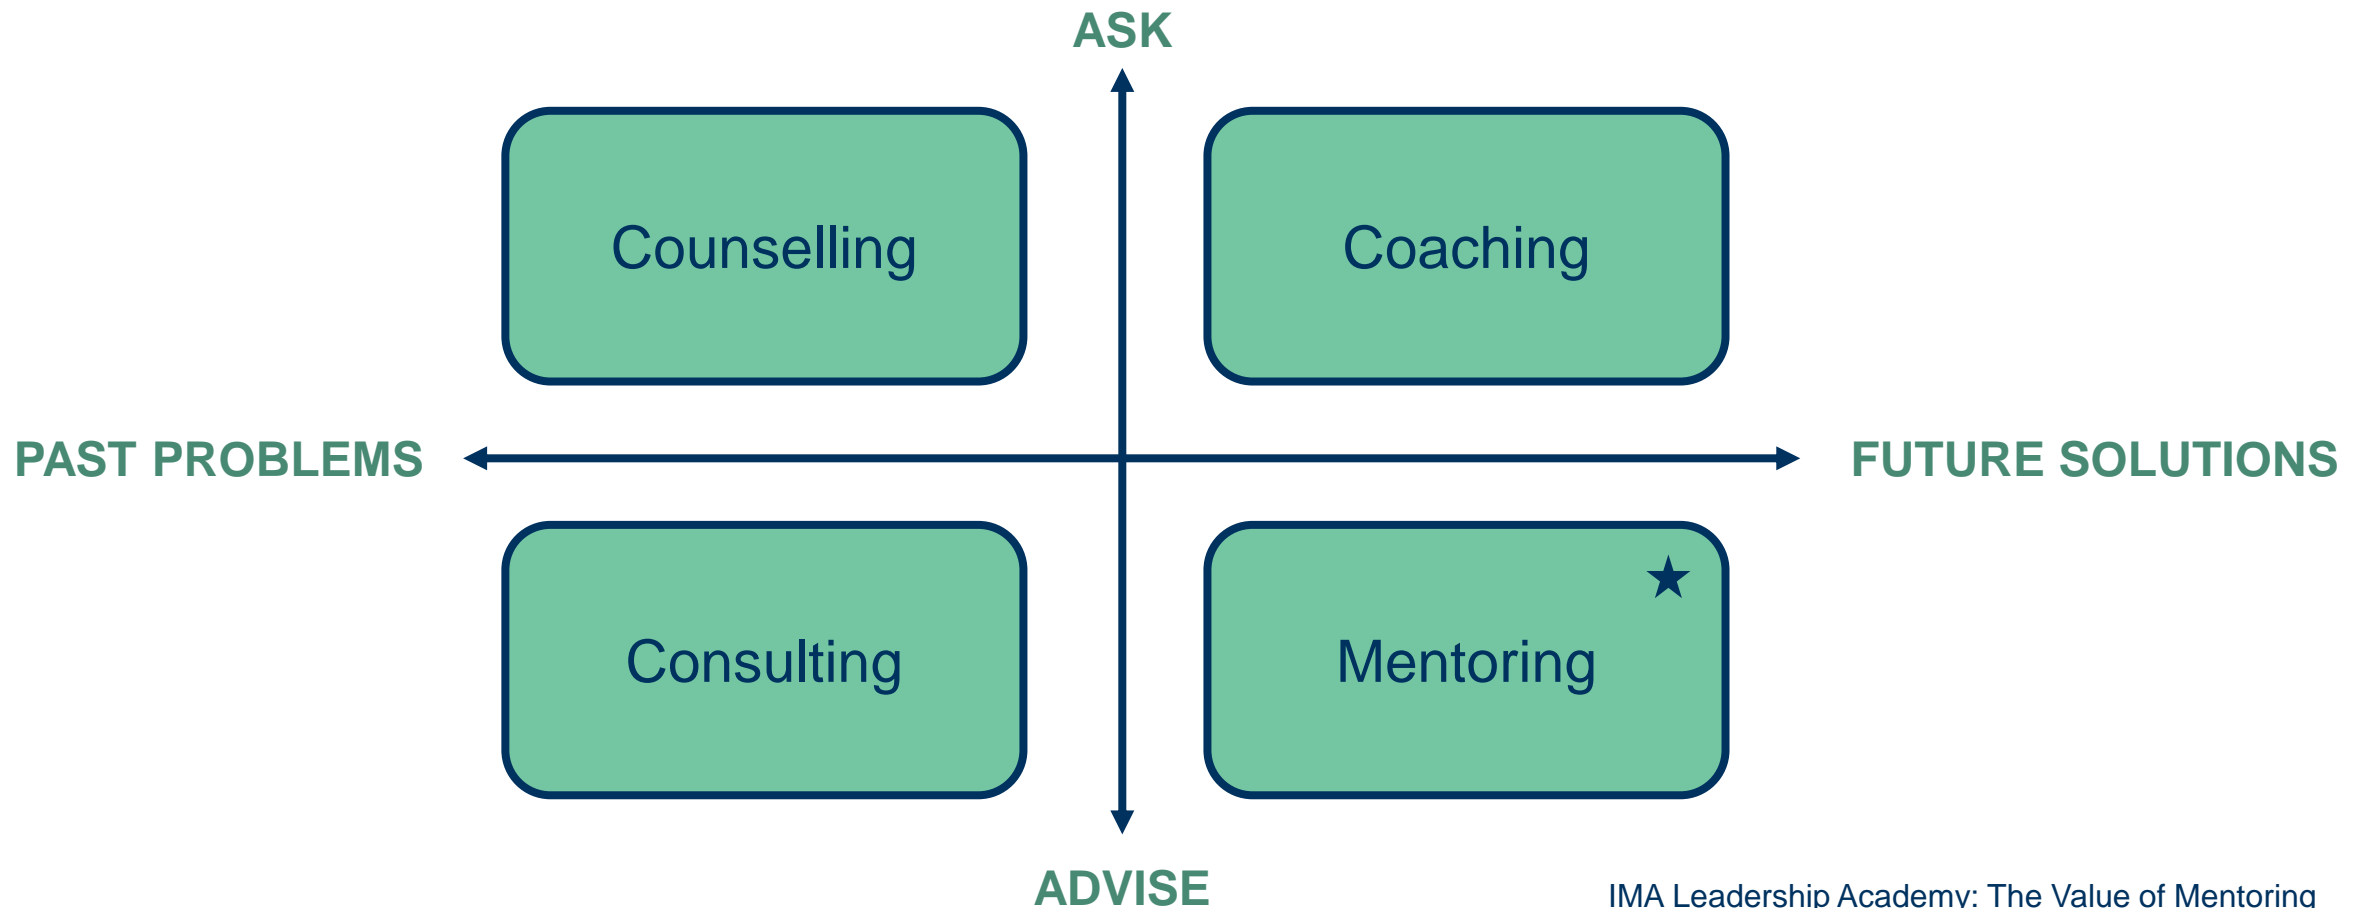 ASK
Counselling
Coaching
PAST PROBLEMS
FUTURE SOLUTIONS
Consulting
Mentoring
ADVISE
IMA Leadership Academy: The Value of Mentoring